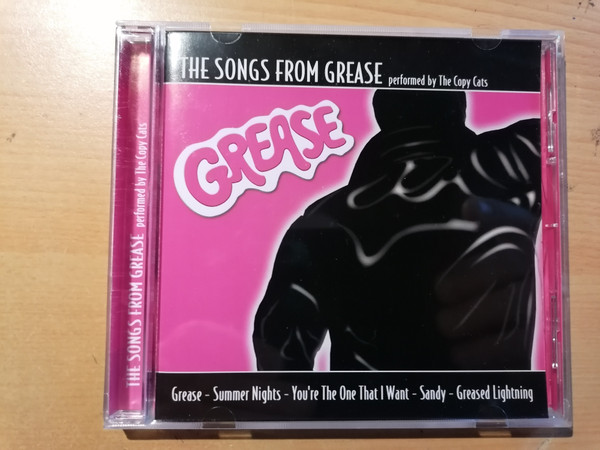 THE SONGS FROM GREASE performed by The Copy Cats
THE SONGS FROM GREASE performed by The Copy Cats
GREASE
Grease - Summer Nights - You're The One That I Want - Sandy - Greased Lightning